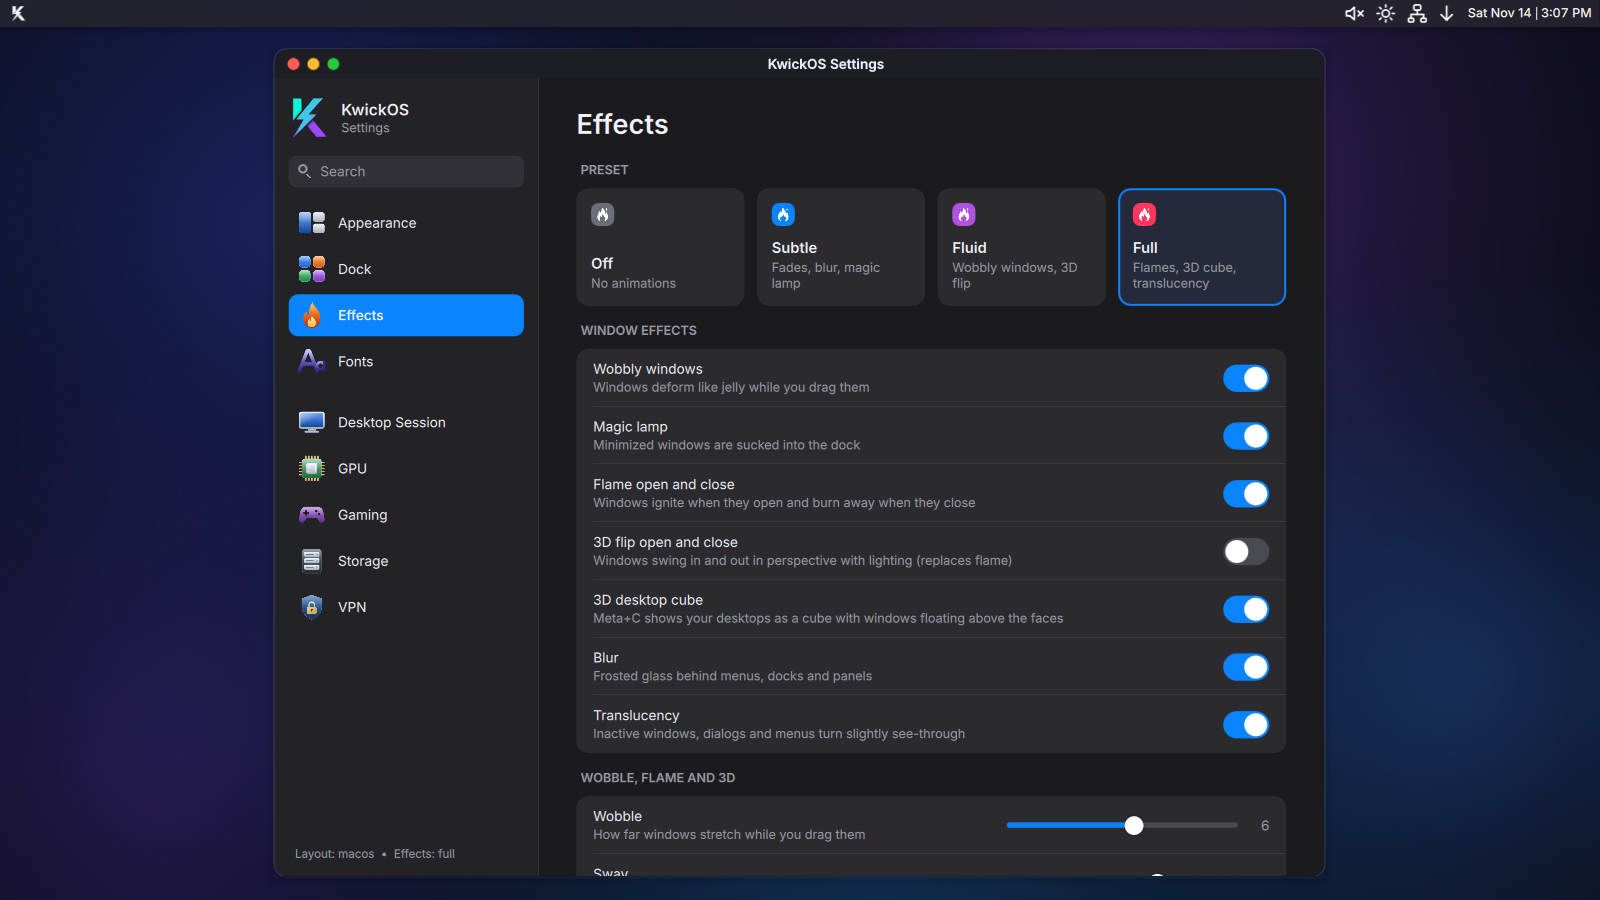 Sat Nov 14 | 3:07 PM
KwickOS Settings
KwickOS
Settings
Search
Appearance
Dock
Effects
Fonts
Desktop Session
GPU
Gaming
Storage
VPN
Layout: macos • Effects: full
Effects
PRESET
Off
No animations
Subtle
Fades, blur, magic
lamp
Fluid
Wobbly windows, 3D
flip
Full
Flames, 3D cube,
translucency
WINDOW EFFECTS
Wobbly windows
Windows deform like jelly while you drag them
Magic lamp
Minimized windows are sucked into the dock
Flame open and close
Windows ignite when they open and burn away when they close
3D flip open and close
Windows swing in and out in perspective with lighting (replaces flame)
3D desktop cube
Meta+C shows your desktops as a cube with windows floating above the faces
Blur
Frosted glass behind menus, docks and panels
Translucency
Inactive windows, dialogs and menus turn slightly see-through
WOBBLE, FLAME AND 3D
Wobble
How far windows stretch while you drag them
6
Sway